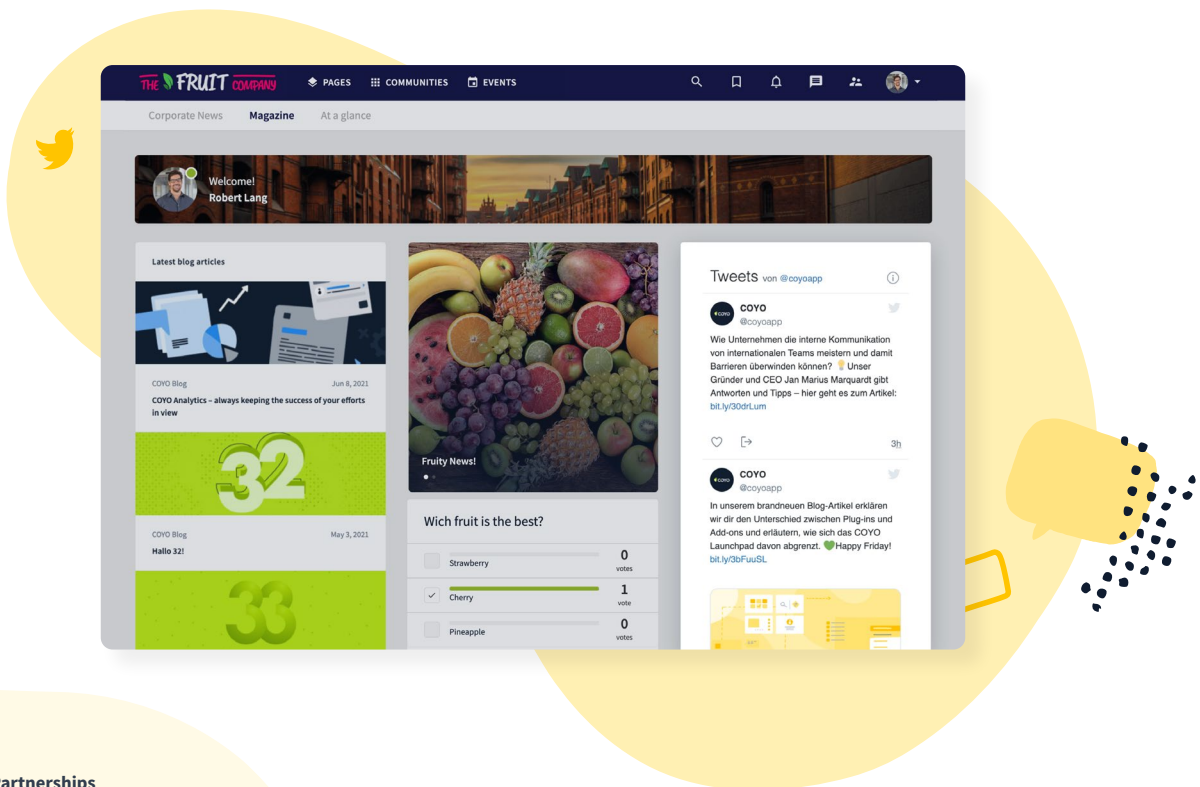 THE FRUIT COMPANY
PAGES
COMMUNITIES
EVENTS
Corporate News
Magazine
At a glance
Welcome!
Robert Lang
Latest blog articles
COYO Blog
Jun 8, 2021
COYO Analytics – always keeping the success of your efforts
in view
32
COYO Blog
May 3, 2021
Hallo 32!
33
Fruity News!
Wich fruit is the best?
Strawberry
0
votes
Cherry
1
vote
Pineapple
0
votes
Tweets von @coyoapp
COYO
COYO
@coyoapp
Wie Unternehmen die interne Kommunikation
von internationalen Teams meistern und damit
Barrieren überwinden können? 💡Unser
Gründer und CEO Jan Marius Marquardt gibt
Antworten und Tipps – hier geht es zum Artikel:
bit.ly/30drLum
3h
COYO
COYO
@coyoapp
In unserem brandneuen Blog-Artikel erklären
wir dir den Unterschied zwischen Plug-ins und
Add-ons und erläutern, wie sich das COYO
Launchpad davon abgrenzt. 💚Happy Friday!
bit.ly/3bFuuSL
artnerships